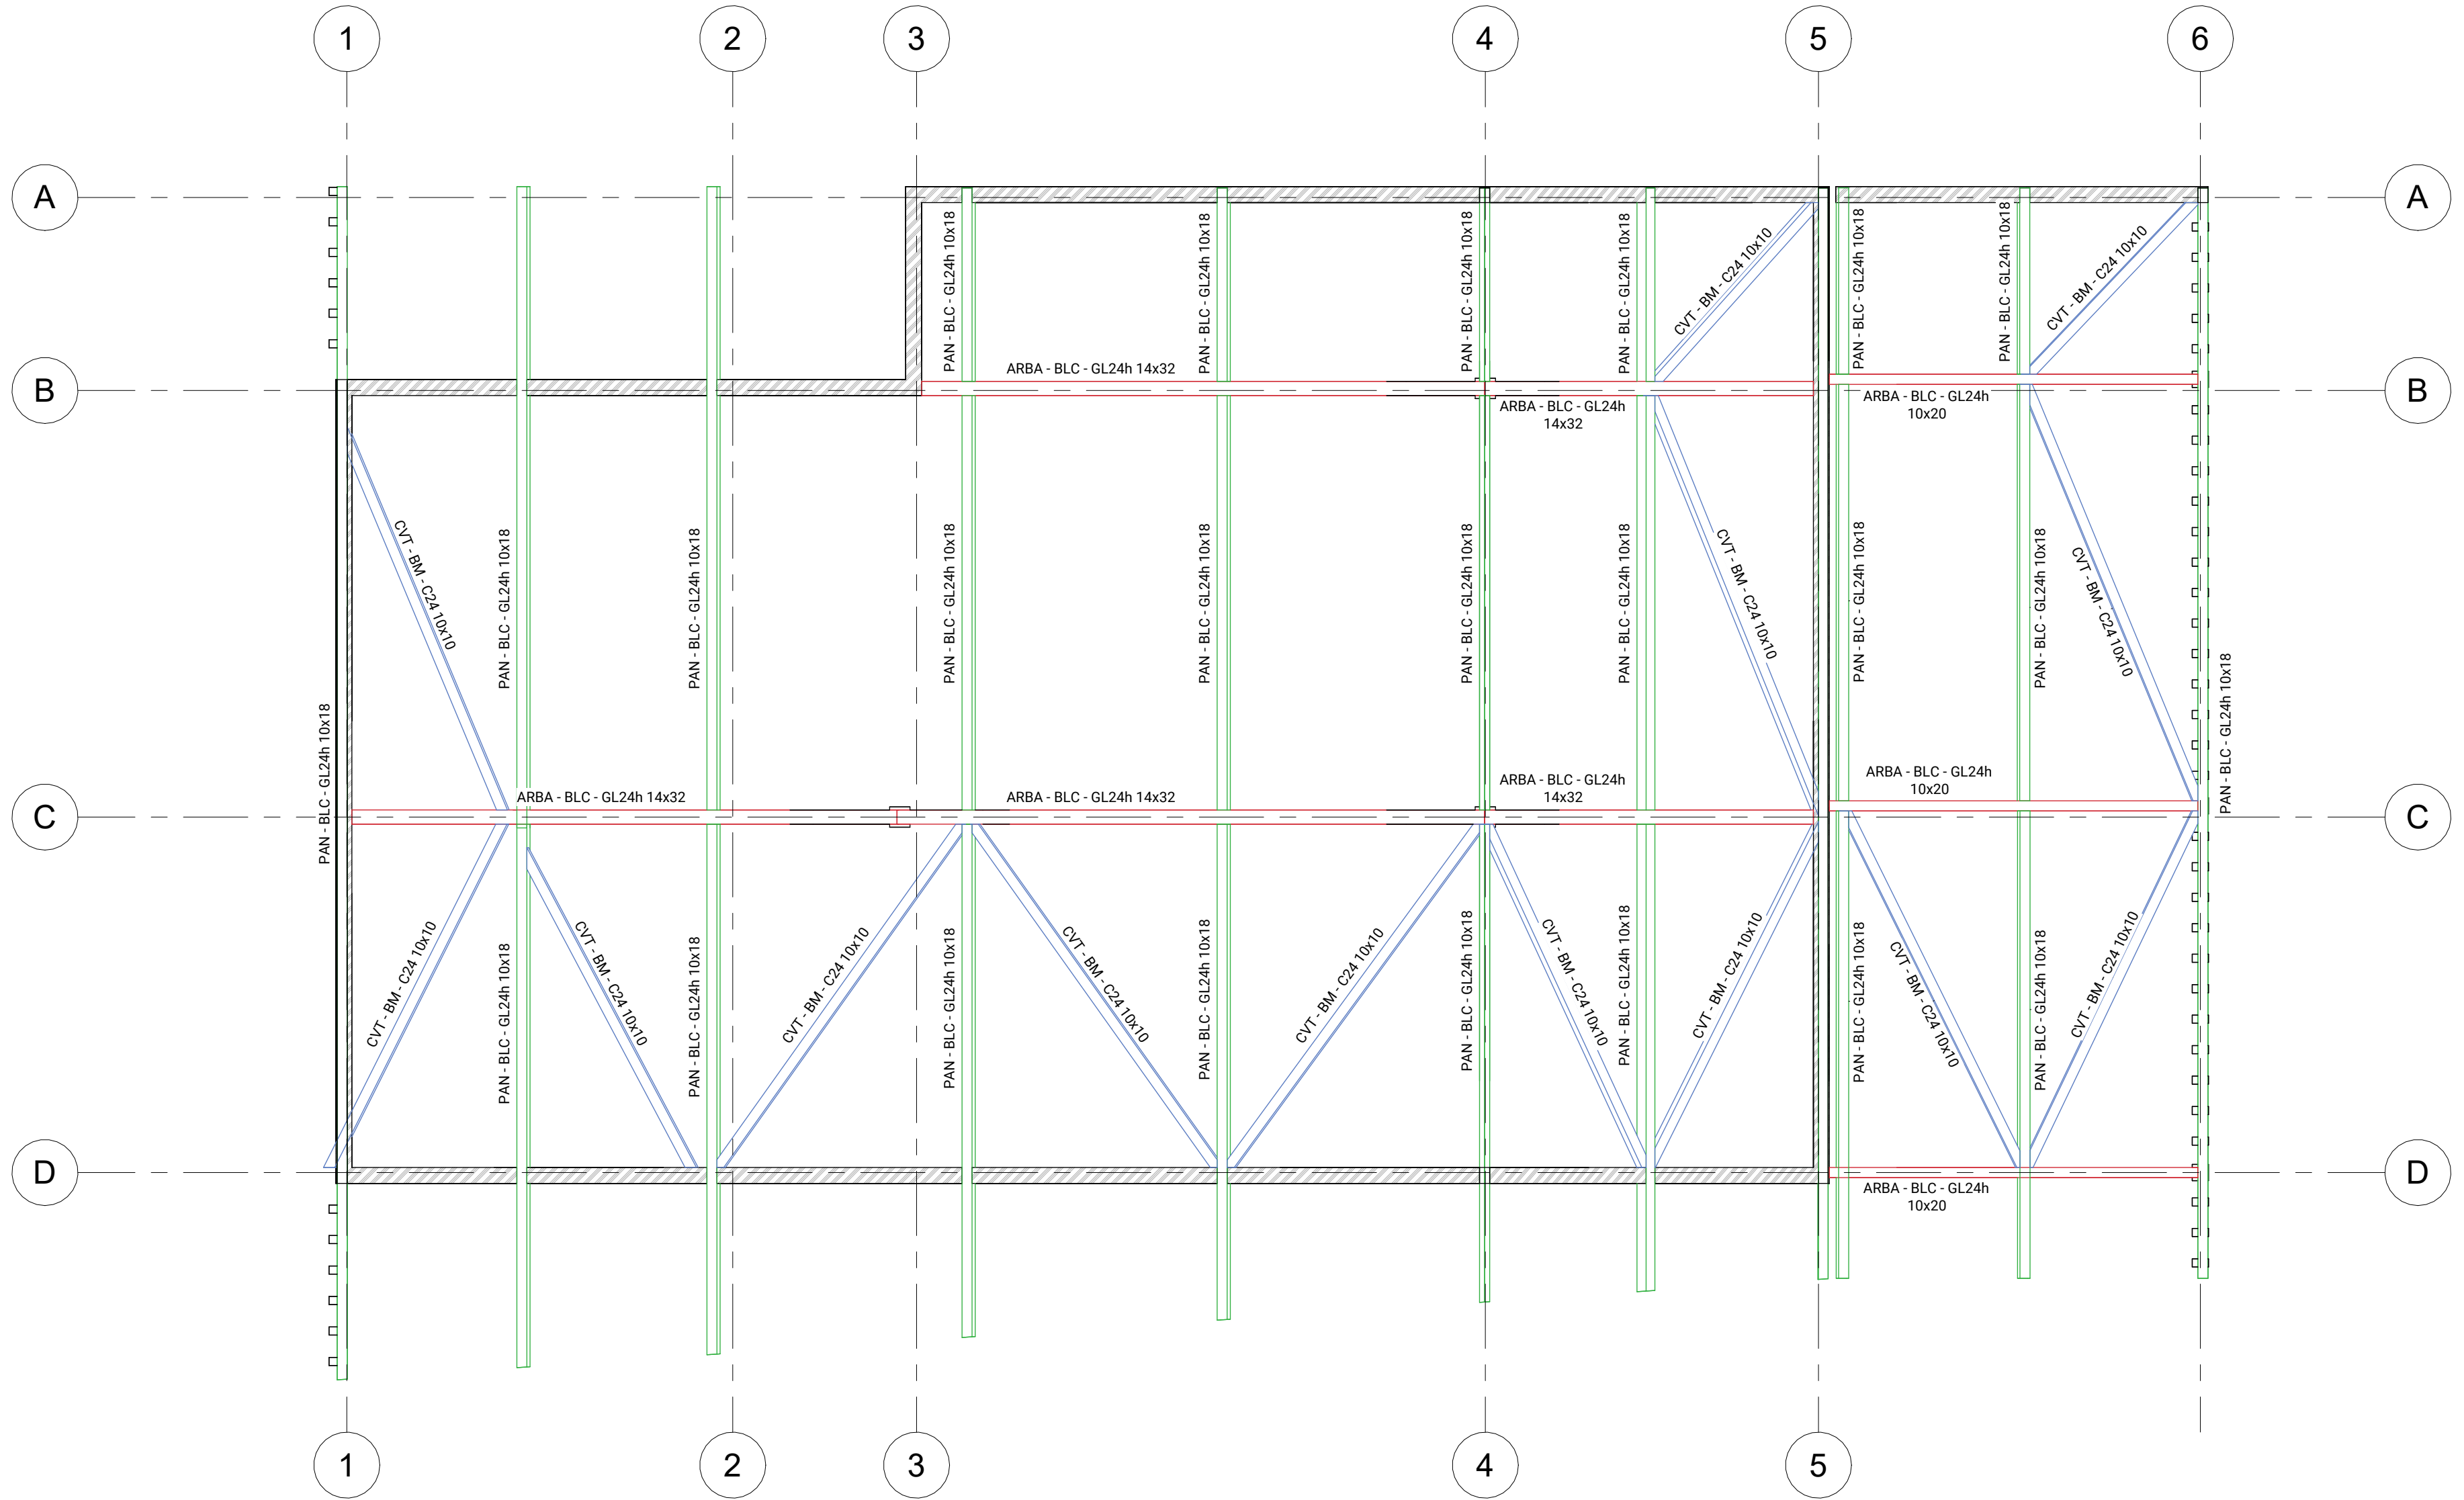 1
2
3
4
5
6
A
A
PAN - BLC - GL24h 10x18
PAN - BLC - GL24h 10x18
PAN - BLC - GL24h 10x18
PAN - BLC - GL24h 10x18
CVT - BM - C24 10x10
PAN - BLC - GL24h 10x18
PAN - BLC - GL24h 10x18
CVT - BM - C24 10x10
ARBA - BLC - GL24h 14x32
B
B
ARBA - BLC - GL24h
14x32
ARBA - BLC - GL24h
10x20
CVT - BM - C24 10x10
PAN - BLC - GL24h 10x18
PAN - BLC - GL24h 10x18
PAN - BLC - GL24h 10x18
PAN - BLC - GL24h 10x18
PAN - BLC - GL24h 10x18
PAN - BLC - GL24h 10x18
CVT - BM - C24 10x10
PAN - BLC - GL24h 10x18
PAN - BLC - GL24h 10x18
CVT - BM - C24 10x10
PAN - BLC - GL24h 10x18
PAN - BLC - GL24h 10x18
ARBA - BLC - GL24h 14x32
ARBA - BLC - GL24h 14x32
ARBA - BLC - GL24h
14x32
ARBA - BLC - GL24h
10x20
C
C
CVT - BM - C24 10x10
PAN - BLC - GL24h 10x18
CVT - BM - C24 10x10
PAN - BLC - GL24h 10x18
CVT - BM - C24 10x10
PAN - BLC - GL24h 10x18
CVT - BM - C24 10x10
PAN - BLC - GL24h 10x18
CVT - BM - C24 10x10
PAN - BLC - GL24h 10x18
CVT - BM - C24 10x10
PAN - BLC - GL24h 10x18
CVT - BM - C24 10x10
PAN - BLC - GL24h 10x18
CVT - BM - C24 10x10
PAN - BLC - GL24h 10x18
CVT - BM - C24 10x10
D
D
ARBA - BLC - GL24h
10x20
1
2
3
4
5